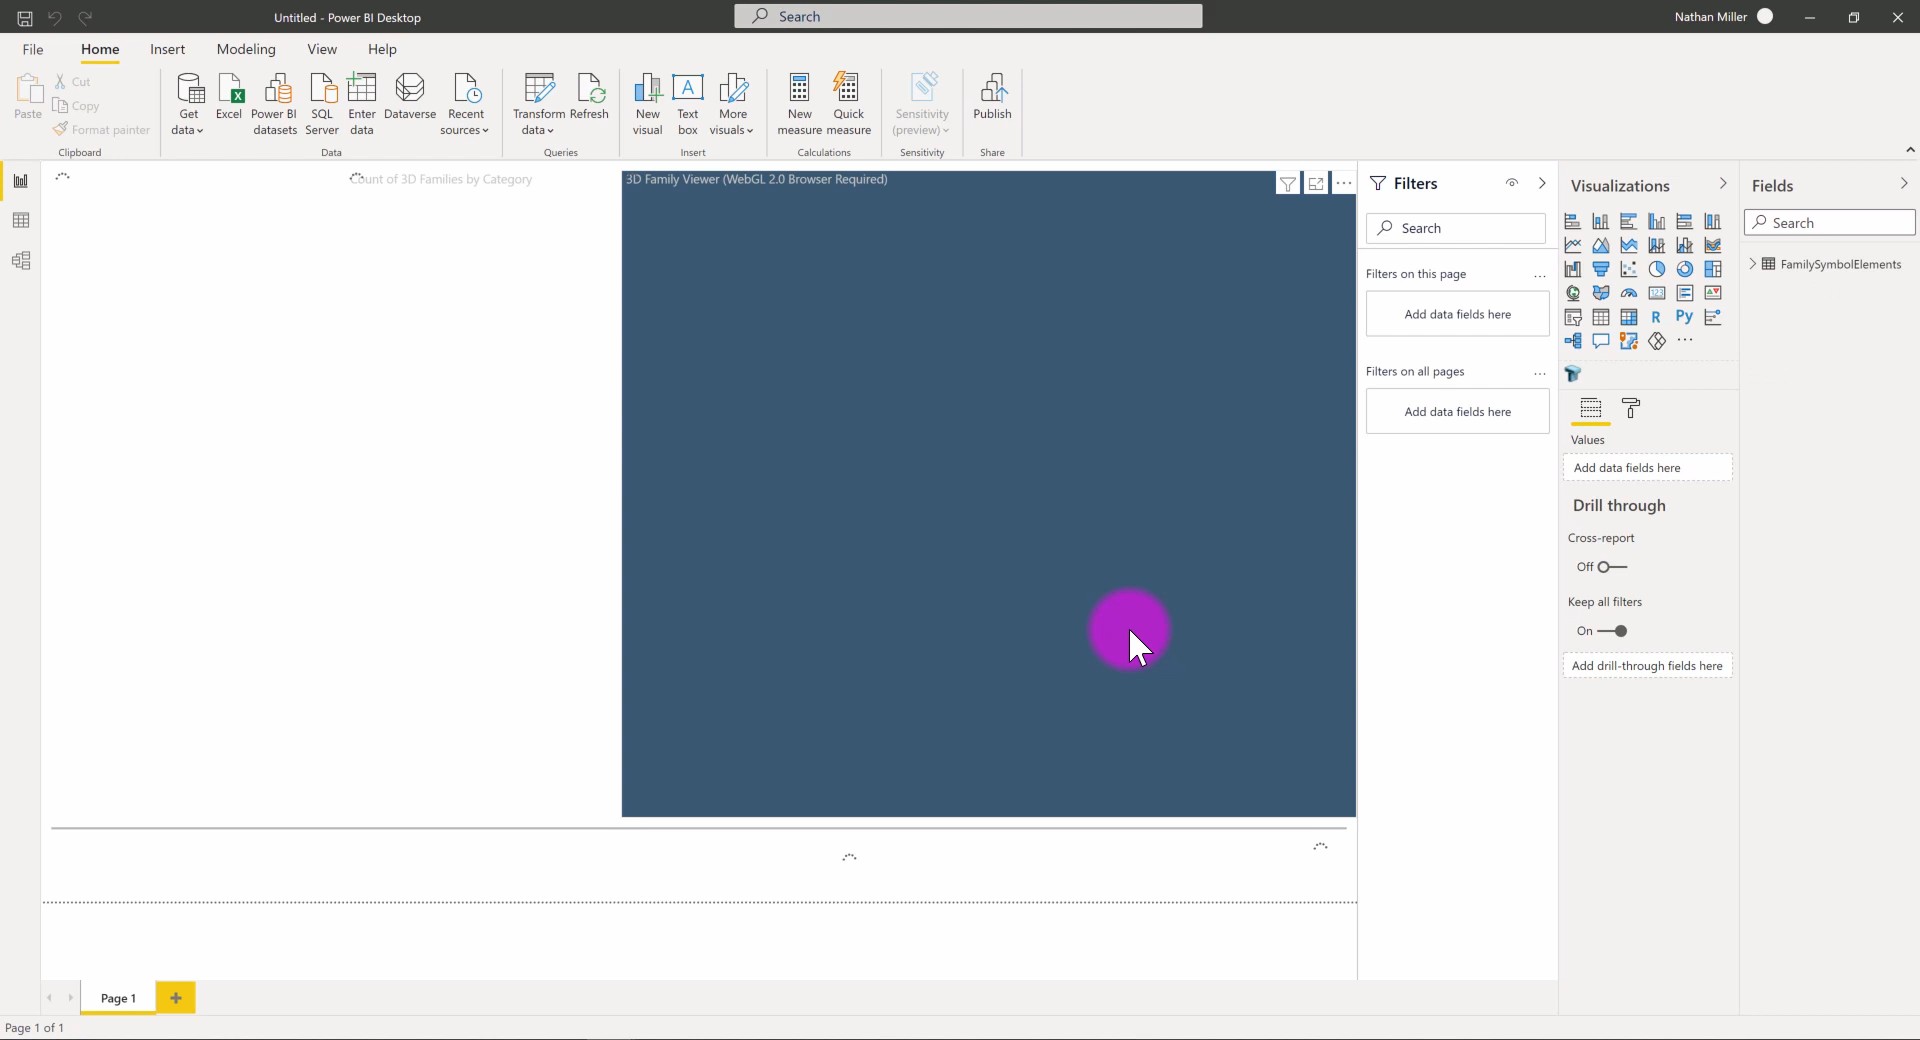 Untitled - Power BI Desktop
Search
Nathan Miller
File Home Insert Modeling View Help
Paste
Cut
Copy
Format painter
Clipboard
Get data
Excel
Power BI datasets
SQL Server
Enter data
Dataverse
Recent sources
Data
Transform data
Refresh
Queries
New visual
Text box
More visuals
Insert
New measure
Quick measure
Calculations
Sensitivity (preview)
Sensitivity
Publish
Share
Count of 3D Families by Category
3D Family Viewer (WebGL 2.0 Browser Required)
Filters
Search
Filters on this page
Add data fields here
Filters on all pages
Add data fields here
Visualizations
123
R
Py
Values
Add data fields here
Drill through
Cross-report
Off
Keep all filters
On
Add drill-through fields here
Fields
Search
FamilySymbolElements
Page 1
Page 1 of 1